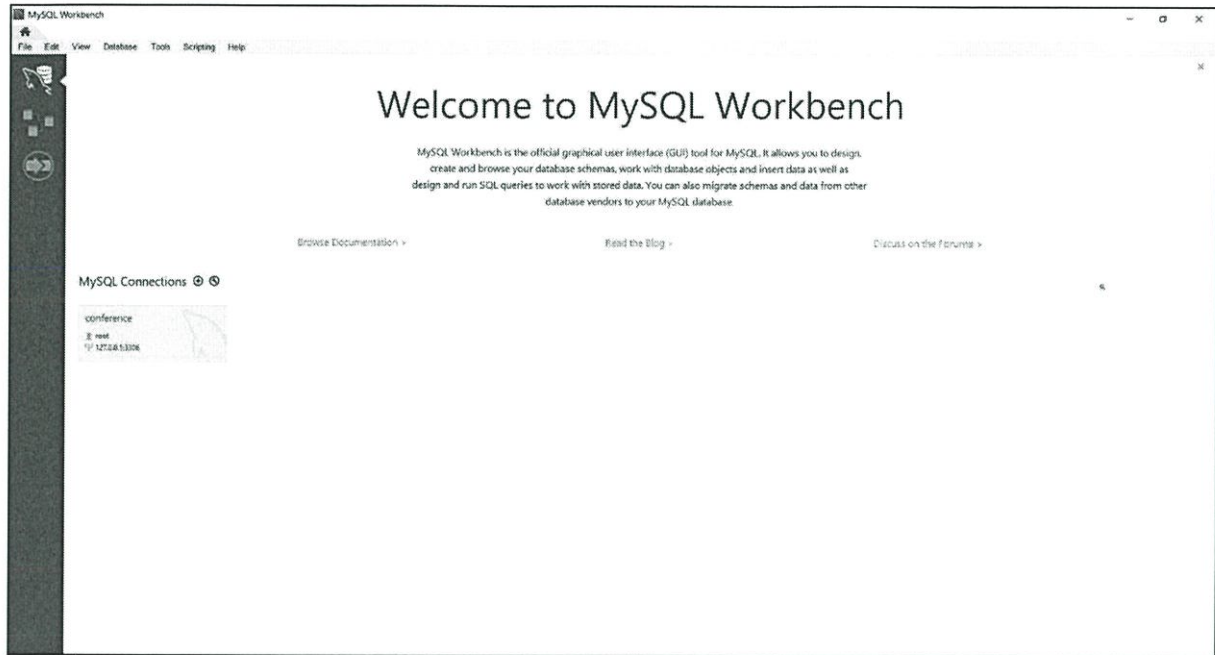 MySQL Workbench
File Edit View Database Tools Scripting Help
Welcome to MySQL Workbench
MySQL Workbench is the official graphical user interface (GUI) tool for MySQL. It allows you to design,
create and browse your database schemas, work with database objects and insert data as well as
design and run SQL queries to work with stored data. You can also migrate schemas and data from other
database vendors to your MySQL database.
Browse Documentation >
Read the Blog >
Discuss on the Forums >
MySQL Connections
conference
root
127.0.0.1:3306